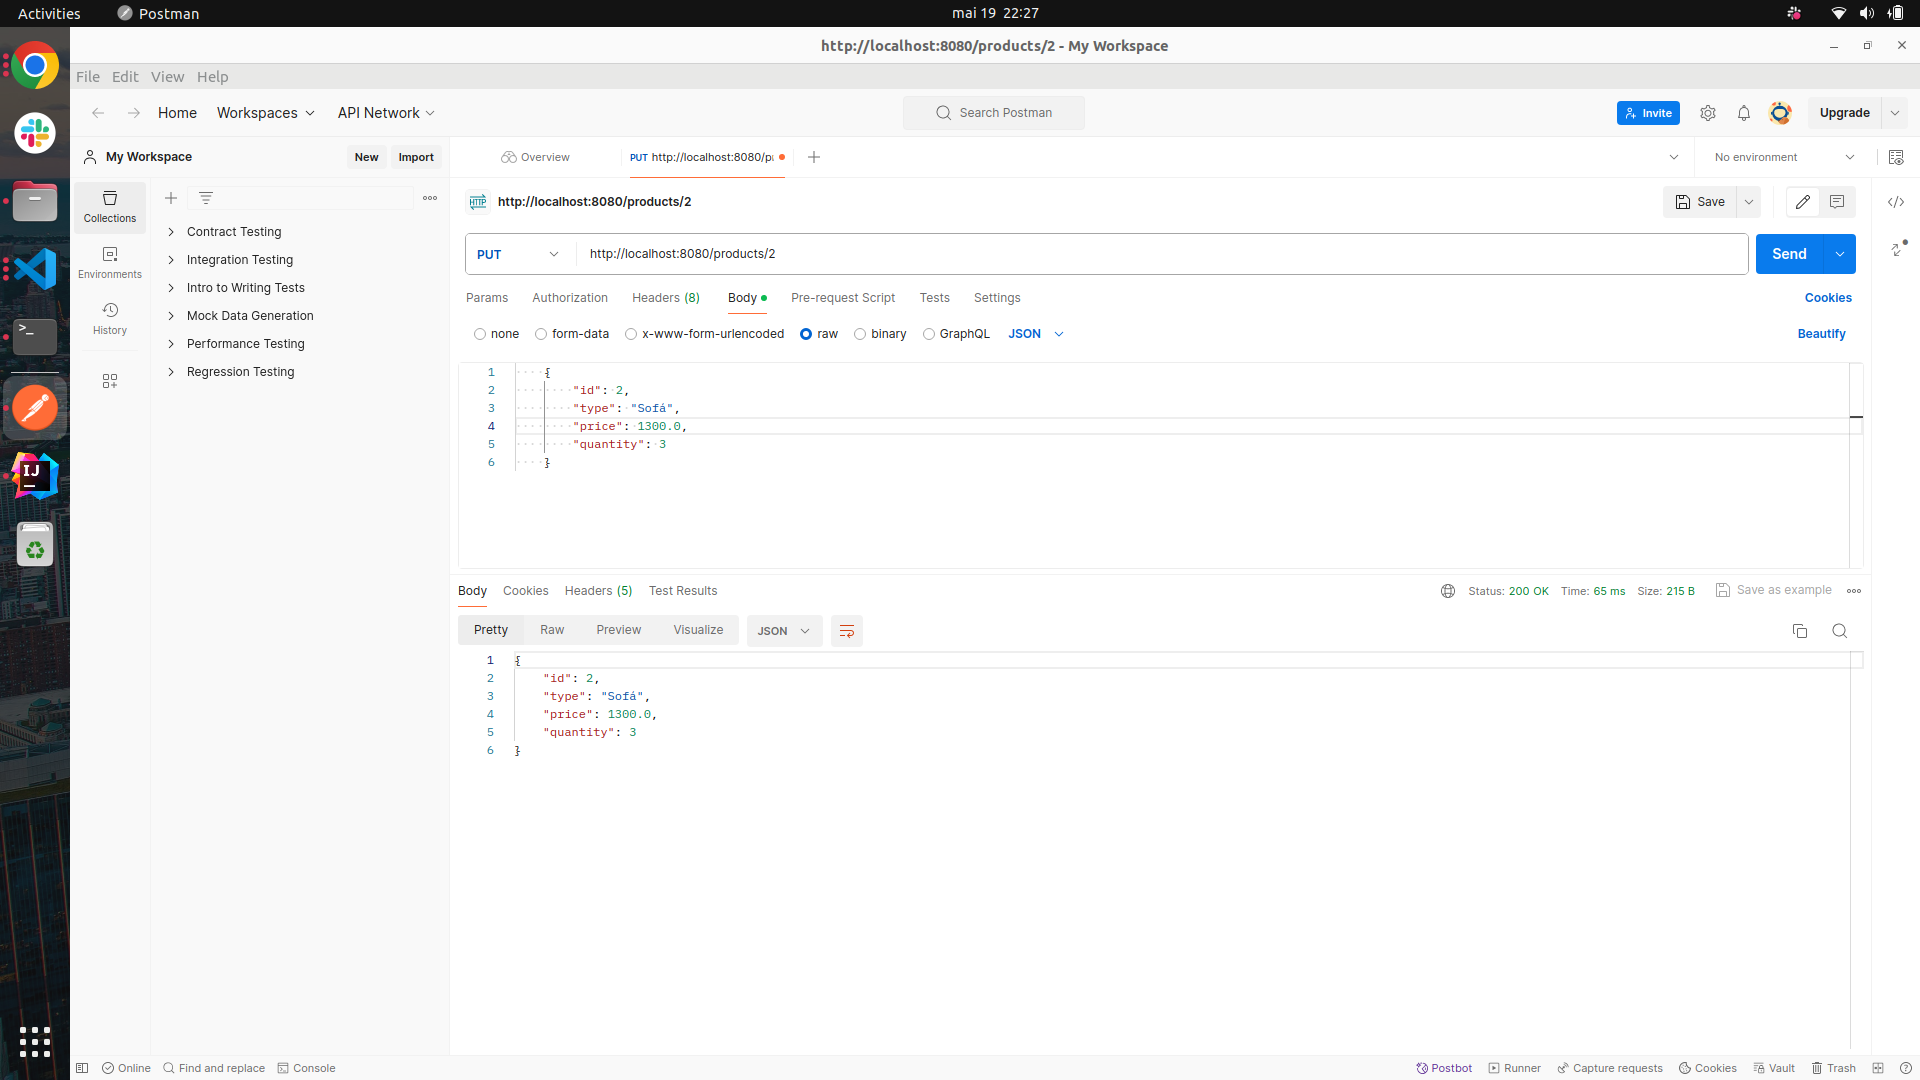 Activities Postman mai 19 22:27
http://localhost:8080/products/2 - My Workspace
File Edit View Help
Home Workspaces API Network Search Postman Invite Upgrade
My Workspace New Import Overview PUT http://localhost:8080/p No environment
Collections
Environments
History
Contract Testing
Integration Testing
Intro to Writing Tests
Mock Data Generation
Performance Testing
Regression Testing
HTTP http://localhost:8080/products/2 Save
PUT http://localhost:8080/products/2 Send
Params Authorization Headers (8) Body Pre-request Script Tests Settings Cookies
none form-data x-www-form-urlencoded raw binary GraphQL JSON Beautify
1 {
2 "id": 2,
3 "type": "Sofá",
4 "price": 1300.0,
5 "quantity": 3
6 }
Body Cookies Headers (5) Test Results Status: 200 OK Time: 65 ms Size: 215 B Save as example
Pretty Raw Preview Visualize JSON
1 {
2 "id": 2,
3 "type": "Sofá",
4 "price": 1300.0,
5 "quantity": 3
6 }
IJ
Online Find and replace Console Postbot Runner Capture requests Cookies Vault Trash